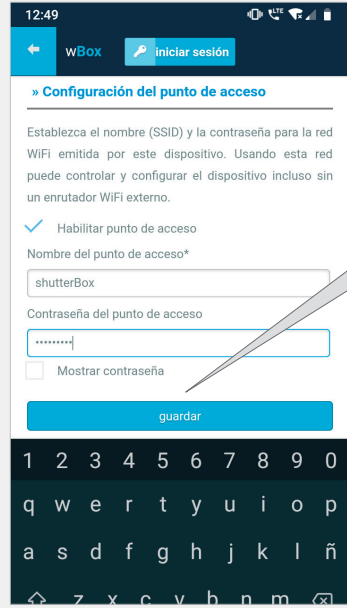 12:49
LTE
wBox iniciar sesión
» Configuración del punto de acceso
Establezca el nombre (SSID) y la contraseña para la red
WiFi emitida por este dispositivo. Usando esta red
puede controlar y configurar el dispositivo incluso sin
un enrutador WiFi externo.
Habilitar punto de acceso
Nombre del punto de acceso*
shutterBox
Contraseña del punto de acceso
•••••••••
Mostrar contraseña
guardar
1 2 3 4 5 6 7 8 9 0
q w e r t y u i o p
a s d f g h j k l ñ
z x c v b n m